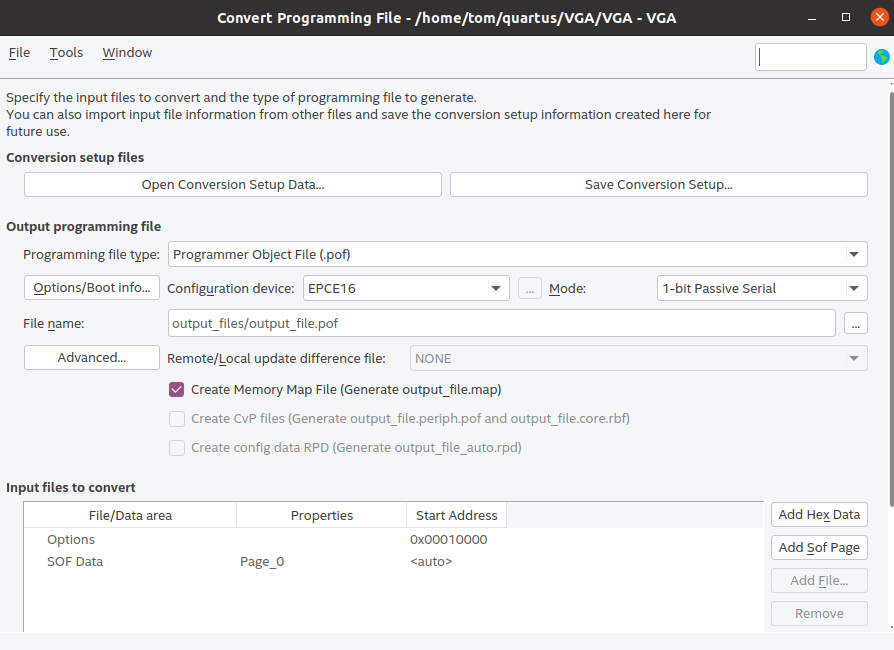 Convert Programming File - /home/tom/quartus/VGA/VGA - VGA
File Tools Window
Specify the input files to convert and the type of programming file to generate.
You can also import input file information from other files and save the conversion setup information created here for
future use.
Conversion setup files
Open Conversion Setup Data... Save Conversion Setup...
Output programming file
Programming file type: Programmer Object File (.pof)
Options/Boot info... Configuration device: EPCE16 ... Mode: 1-bit Passive Serial
File name: output_files/output_file.pof ...
Advanced... Remote/Local update difference file: NONE
Create Memory Map File (Generate output_file.map)
Create CvP files (Generate output_file.periph.pof and output_file.core.rbf)
Create config data RPD (Generate output_file_auto.rpd)
Input files to convert
File/Data area Properties Start Address Add Hex Data
Options 0x00010000
SOF Data Page_0 <auto> Add Sof Page
Add File...
Remove